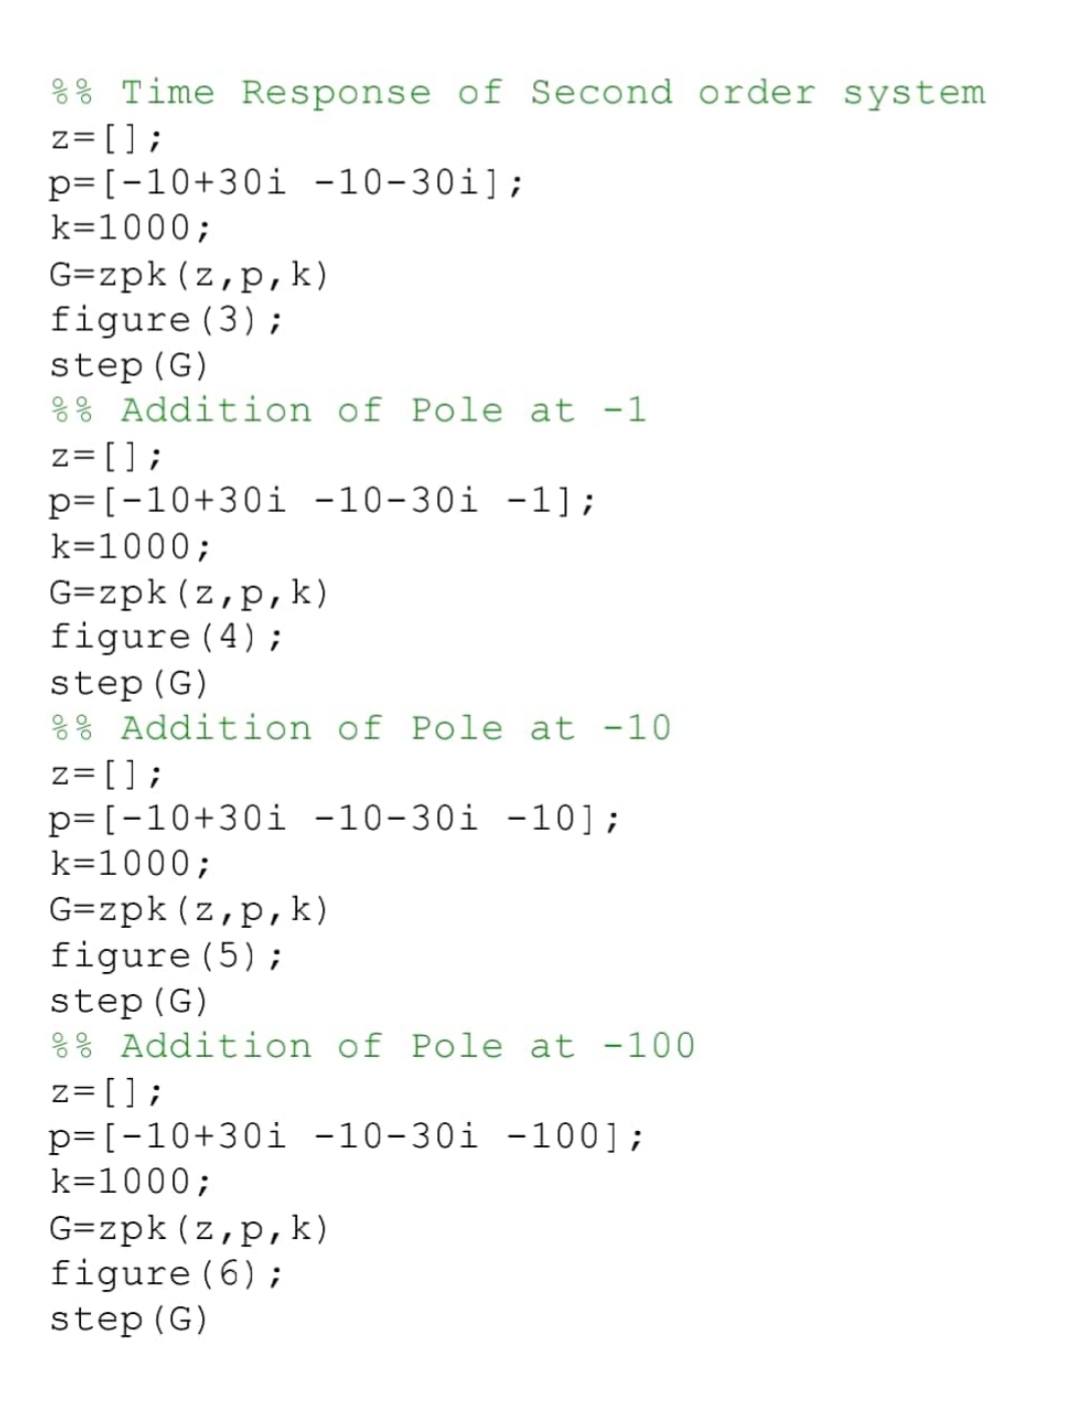 %% Time Response of Second order system
z=[];
p=[-10+30i -10-30i];
k=1000;
G=zpk(z,p,k)
figure(3);
step(G)
%% Addition of Pole at -1
z=[];
p=[-10+30i -10-30i -1];
k=1000;
G=zpk(z,p,k)
figure(4);
step(G)
%% Addition of Pole at -10
z=[];
p=[-10+30i -10-30i -10];
k=1000;
G=zpk(z,p,k)
figure(5);
step(G)
%% Addition of Pole at -100
z=[];
p=[-10+30i -10-30i -100];
k=1000;
G=zpk(z,p,k)
figure(6);
step(G)